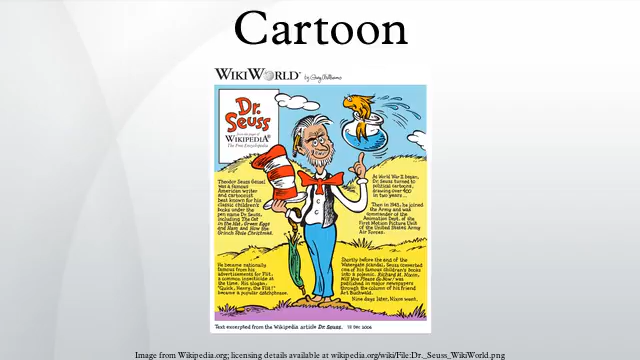 Cartoon
WIKIWORLD by Greg Williams
Dr.
Seuss
from the pages of
WIKIPEDIA
The Free Encyclopedia
Theodor Seuss Geisel
was a famous
American writer
and cartoonist
best known for his
classic children's
books under the
pen name Dr. Seuss,
including The Cat
in the Hat, Green Eggs
and Ham and How the
Grinch Stole Christmas.
As World War II began,
Dr. Seuss turned to
political cartoons,
drawing over 400
in two years...
Then in 1943, he joined
the Army and was
commander of the
Animation Dept. of the
First Motion Picture Unit
of the United States Army
Air Forces.
He became nationally
famous from his
advertisements for Flit,
a common insecticide at
the time. His slogan:
"Quick, Henry, the Flit!"
became a popular catchphrase.
Shortly before the end of the
Watergate scandal, Seuss converted
one of his famous children's books
into a polemic. Richard M. Nixon,
Will You Please Go Now! was
published in major newspapers
through the column of his friend
Art Buchwald.
Nine days later, Nixon went.
Text excerpted from the Wikipedia article Dr. Seuss. 12 Dec 2006
Image from Wikipedia.org; licensing details available at wikipedia.org/wiki/File:Dr._Seuss_WikiWorld.png